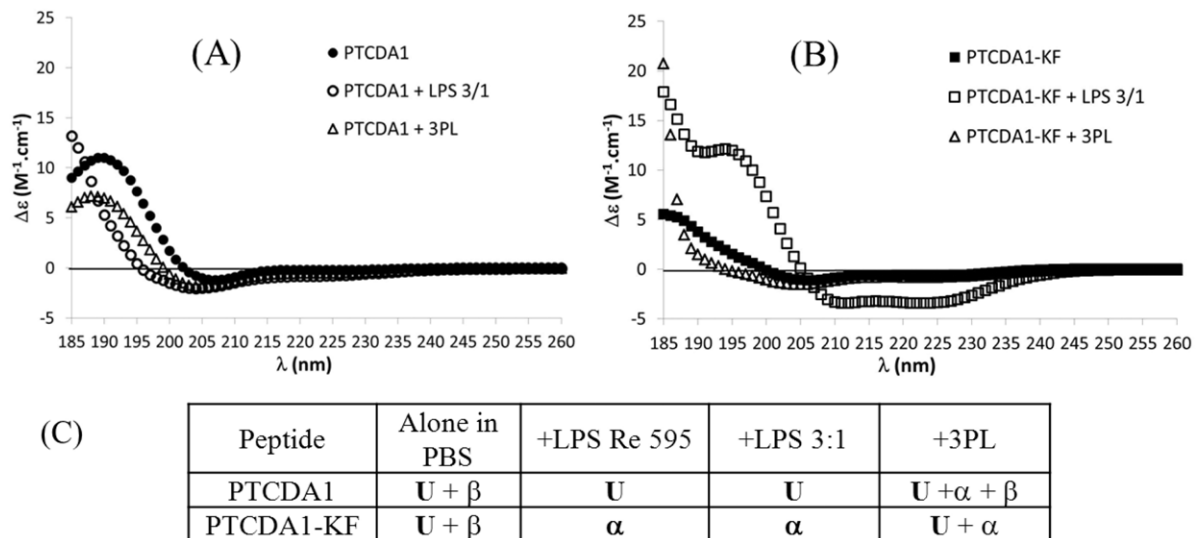 (A)
25
20
15
10
5
0
-5
Δε (M⁻¹.cm⁻¹)
PTCDA1
PTCDA1 + LPS 3/1
PTCDA1 + 3PL
185 190 195 200 205 210 215 220 225 230 235 240 245 250 255 260
λ (nm)
(B)
25
20
15
10
5
0
-5
Δε (M⁻¹.cm⁻¹)
PTCDA1-KF
PTCDA1-KF + LPS 3/1
PTCDA1-KF + 3PL
185 190 195 200 205 210 215 220 225 230 235 240 245 250 255 260
λ (nm)
(C)
Peptide Alone in PBS +LPS Re 595 +LPS 3:1 +3PL
PTCDA1 U + β U U U +α + β
PTCDA1-KF U + β α α U + α